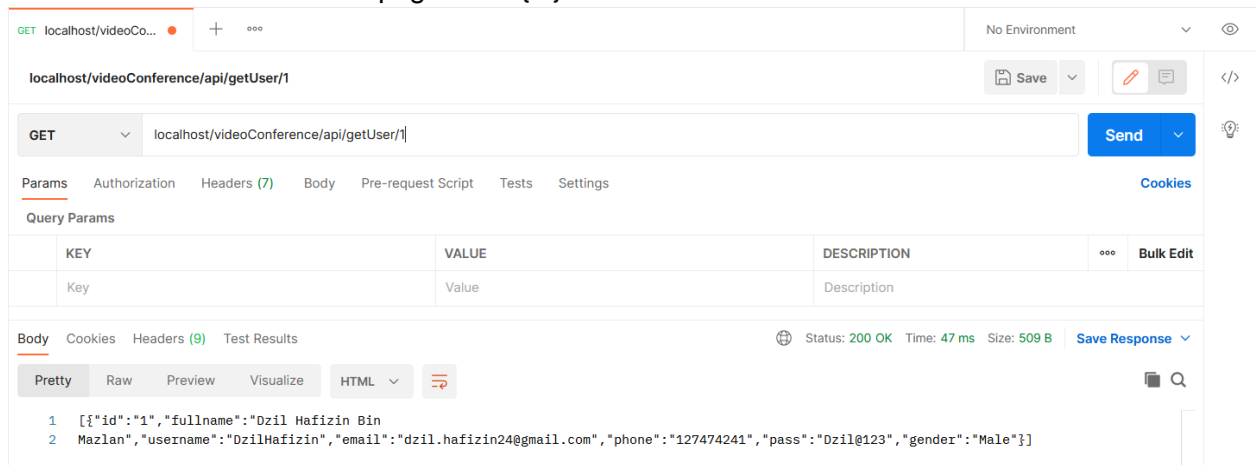 GET localhost/videoCo... + ooo No Environment
localhost/videoConference/api/getUser/1 Save </>
GET localhost/videoConference/api/getUser/1 Send
Params Authorization Headers (7) Body Pre-request Script Tests Settings Cookies
Query Params
KEY VALUE DESCRIPTION ooo Bulk Edit
Key Value Description
Body Cookies Headers (9) Test Results Status: 200 OK Time: 47 ms Size: 509 B Save Response
Pretty Raw Preview Visualize HTML
1 [{"id":"1","fullname":"Dzil Hafizin Bin
2 Mazlan","username":"DzilHafizin","email":"dzil.hafizin24@gmail.com","phone":"127474241","pass":"Dzil@123","gender":"Male"}]